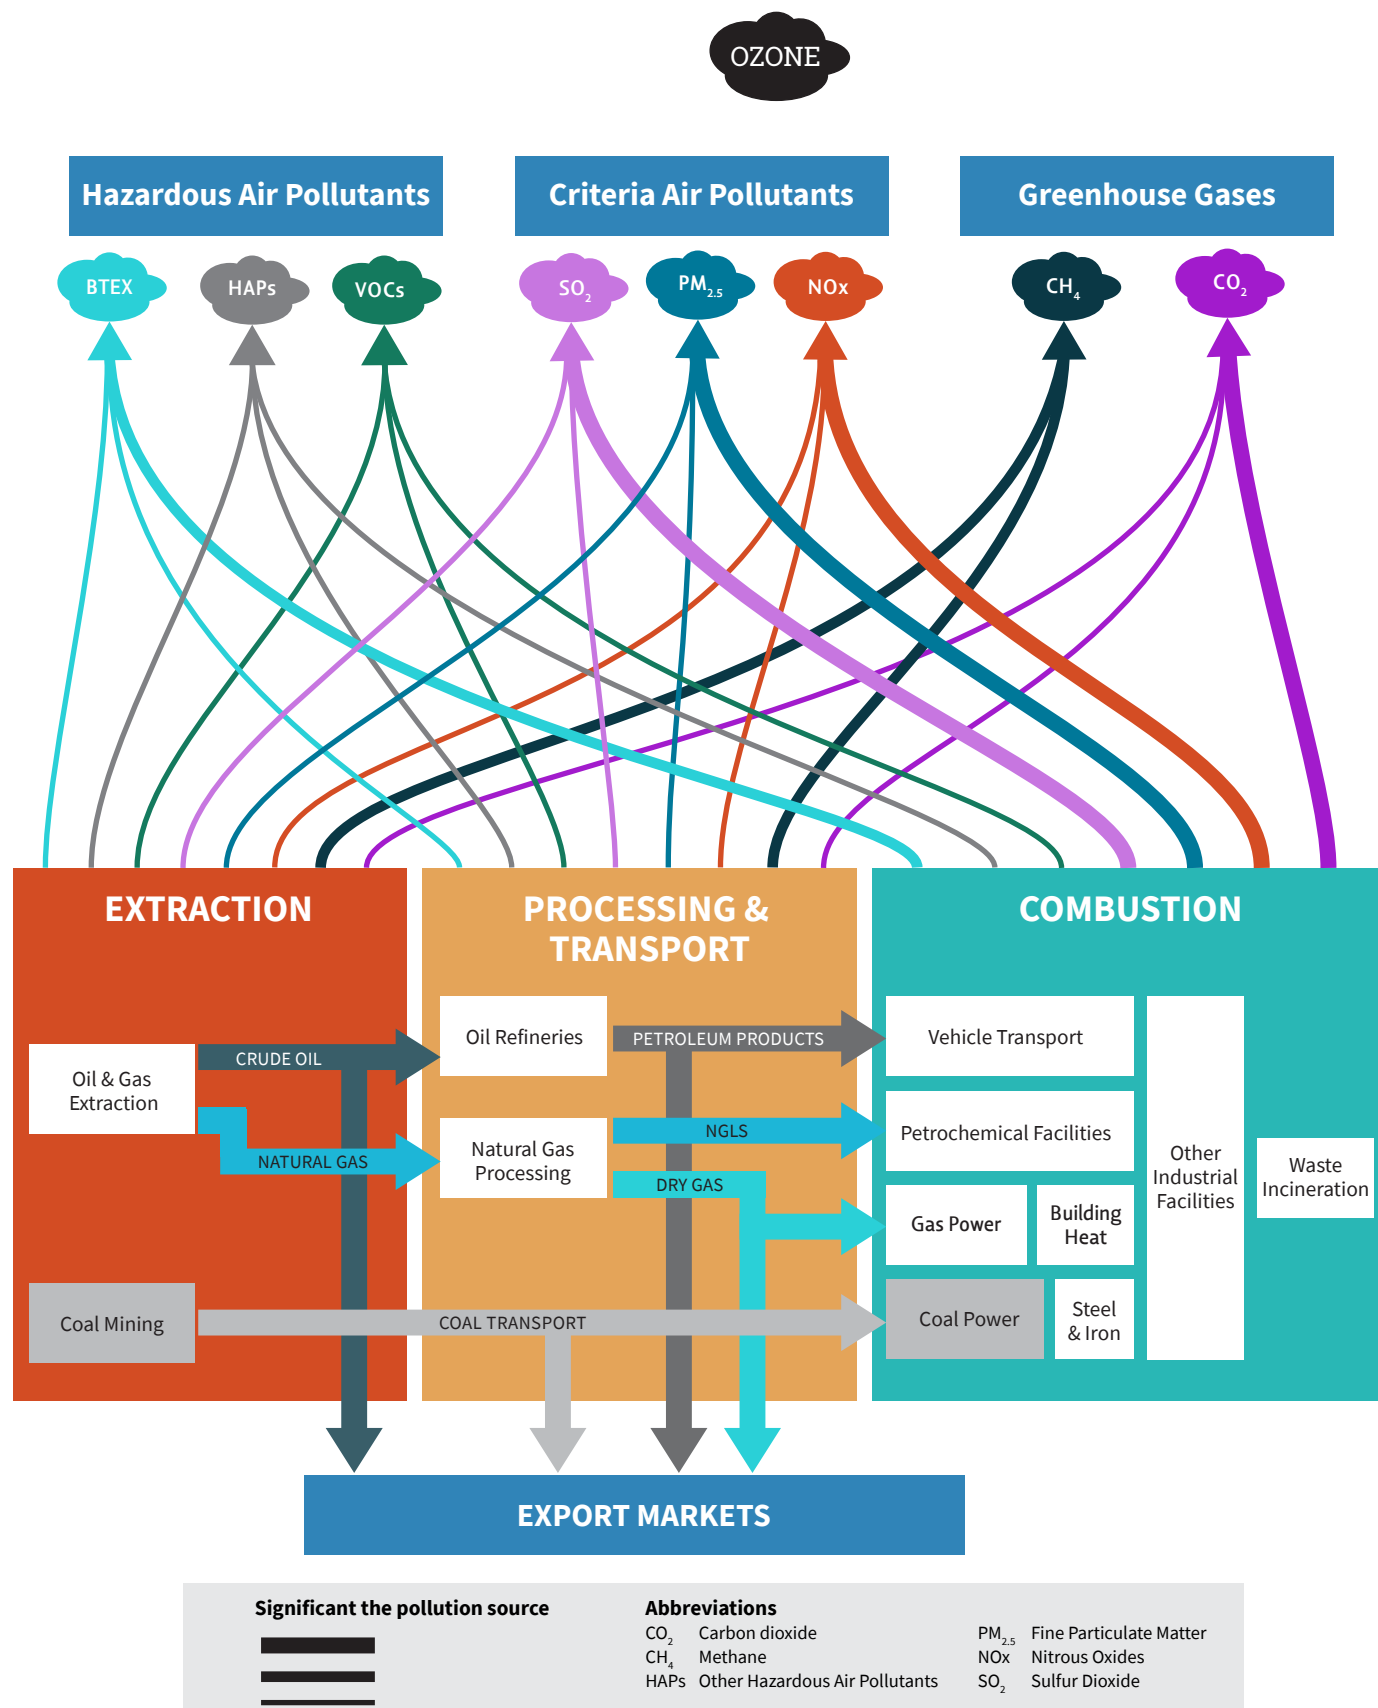 OZONE
Hazardous Air Pollutants
Criteria Air Pollutants
Greenhouse Gases
BTEX
HAPs
VOCs
SO2
PM2.5
NOx
CH4
CO2
EXTRACTION
PROCESSING &
TRANSPORT
COMBUSTION
Oil & Gas
Extraction
CRUDE OIL
NATURAL GAS
Coal Mining
Oil Refineries
PETROLEUM PRODUCTS
Natural Gas
Processing
NGLS
DRY GAS
COAL TRANSPORT
Vehicle Transport
Petrochemical Facilities
Gas Power
Building
Heat
Coal Power
Steel
& Iron
Other
Industrial
Facilities
Waste
Incineration
EXPORT MARKETS
Significant the pollution source
Abbreviations
CO2 Carbon dioxide
CH4 Methane
HAPs Other Hazardous Air Pollutants
PM2.5 Fine Particulate Matter
NOx Nitrous Oxides
SO2 Sulfur Dioxide